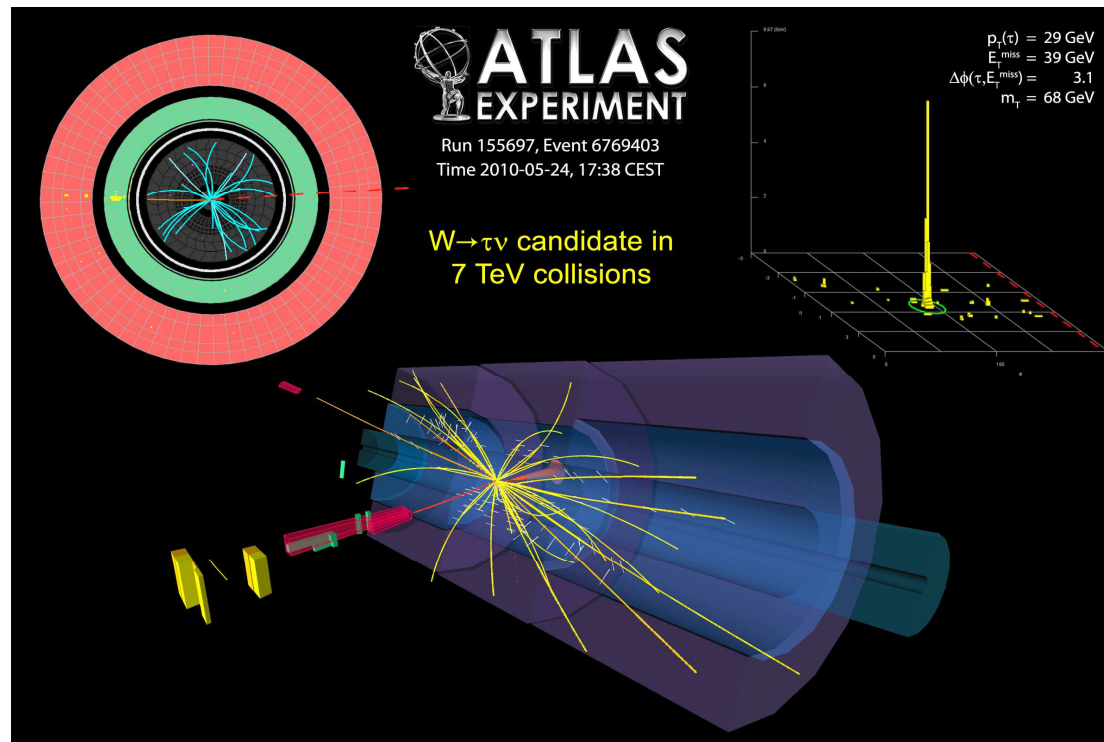 ATLAS
EXPERIMENT
Run 155697, Event 6769403
Time 2010-05-24, 17:38 CEST
W→τν candidate in
7 TeV collisions
p_T(τ) = 29 GeV
E_T^miss = 39 GeV
Δϕ(τ,E_T^miss) = 3.1
m_T = 68 GeV